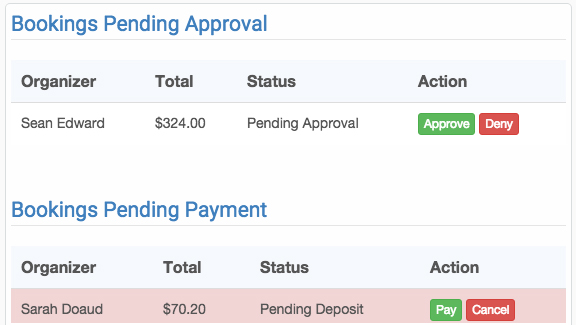 Bookings Pending Approval
Organizer Total Status Action
Sean Edward $324.00 Pending Approval Approve Deny
Bookings Pending Payment
Organizer Total Status Action
Sarah Doaud $70.20 Pending Deposit Pay Cancel